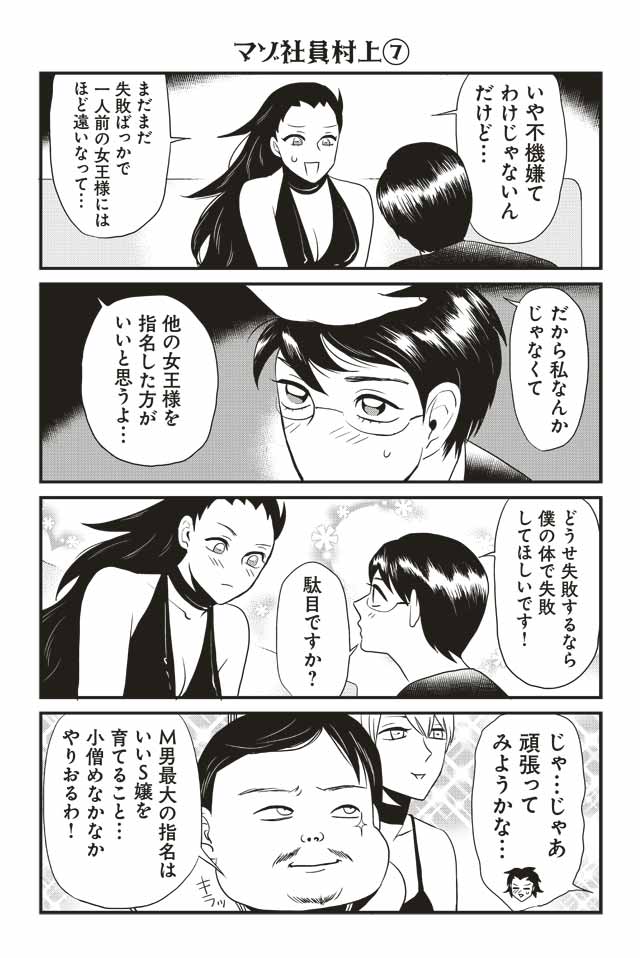 マゾ社員村上⑦
いや不機嫌て
わけじゃないん
だけど…
まだまだ
失敗ばっかで
一人前の女王様には
ほど遠いなって…
だから私なんか
じゃなくて
他の女王様を
指名した方が
いいと思うよ…
どうせ失敗するなら
僕の体で失敗
してほしいです!
駄目ですか?
じゃ…じゃあ
頑張って
みようかな…
M男最大の指名は
いいS嬢を
育てること…
小僧めなかなか
やりおるわ!
キラッ